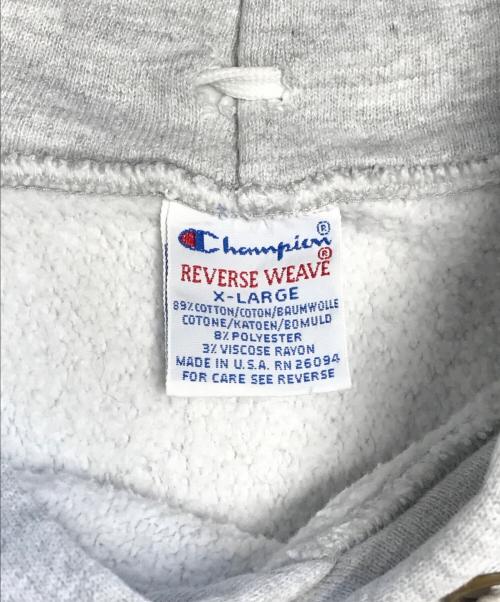 Champion®
REVERSE WEAVE®
X-LARGE
89% COTTON/COTON/BAUMWOLLE
COTONE/KATOEN/BOMULD
8% POLYESTER
3% VISCOSE RAYON
MADE IN U.S.A. RN 26094
FOR CARE SEE REVERSE